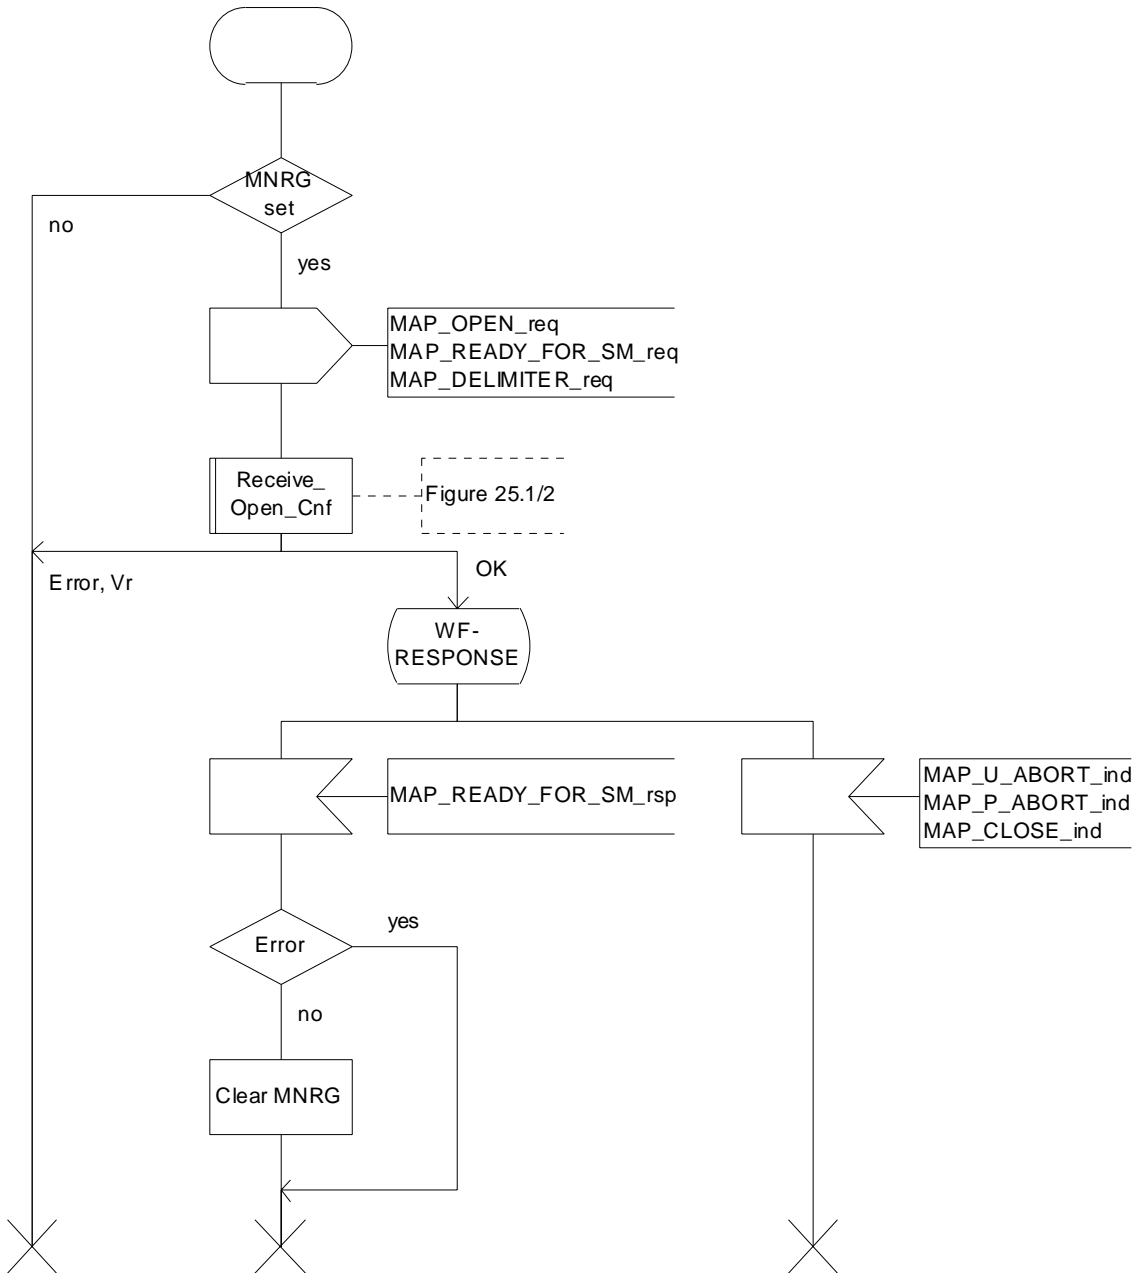 MNRG
set
no
yes
MAP_OPEN_req
MAP_READY_FOR_SM_req
MAP_DELIMITER_req
Receive_
Open_Cnf
Figure 25.1/2
Error, Vr
OK
WF-
RESPONSE
MAP_READY_FOR_SM_rsp
MAP_U_ABORT_ind
MAP_P_ABORT_ind
MAP_CLOSE_ind
Error
yes
no
Clear MNRG